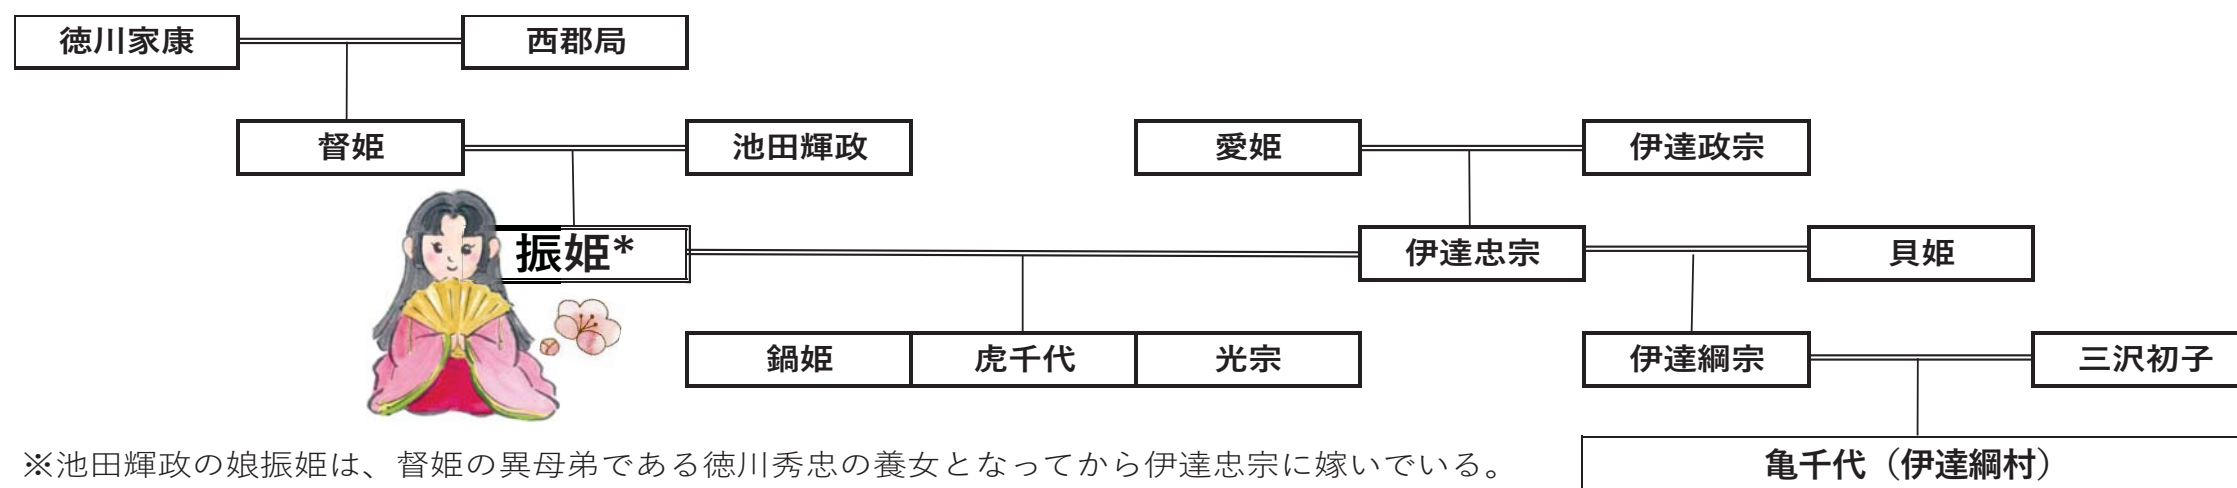 徳川家康 西郡局
督姫 池田輝政 愛姫 伊達政宗
振姫* 伊達忠宗 貝姫
鍋姫 虎千代 光宗 伊達綱宗 三沢初子
※池田輝政の娘振姫は、督姫の異母弟である徳川秀忠の養女となってから伊達忠宗に嫁いでいる。
亀千代（伊達綱村）